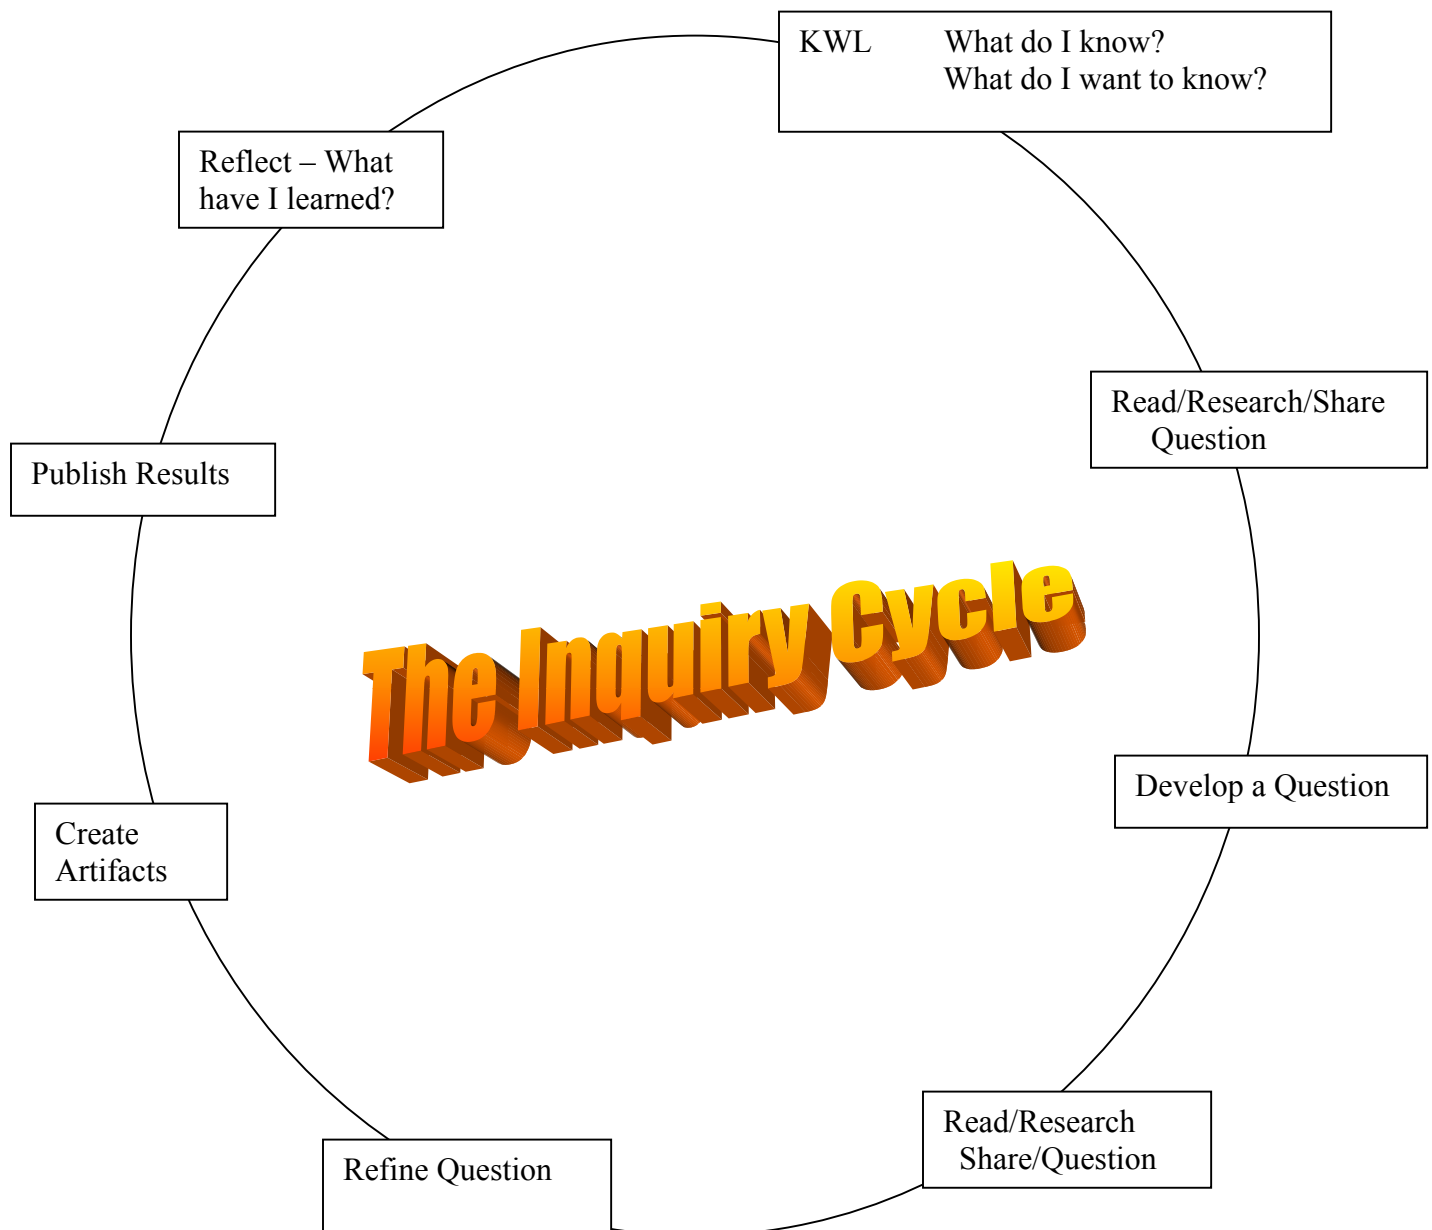 KWL What do I know?
What do I want to know?
Reflect – What
have I learned?
Read/Research/Share
Question
Publish Results
The Inquiry Cycle
Develop a Question
Create
Artifacts
Read/Research
Share/Question
Refine Question